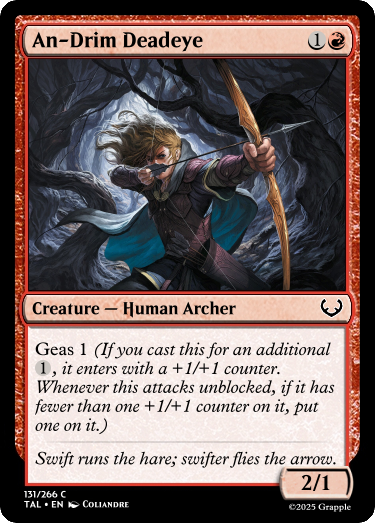 An-Drim Deadeye 1
Creature — Human Archer
Geas 1 (If you cast this for an additional
1, it enters with a +1/+1 counter.
Whenever this attacks unblocked, if it has
fewer than one +1/+1 counter on it, put
one on it.)
Swift runs the hare; swifter flies the arrow.
2/1
131/266 C
TAL • EN Coliandre
©2025 Grapple